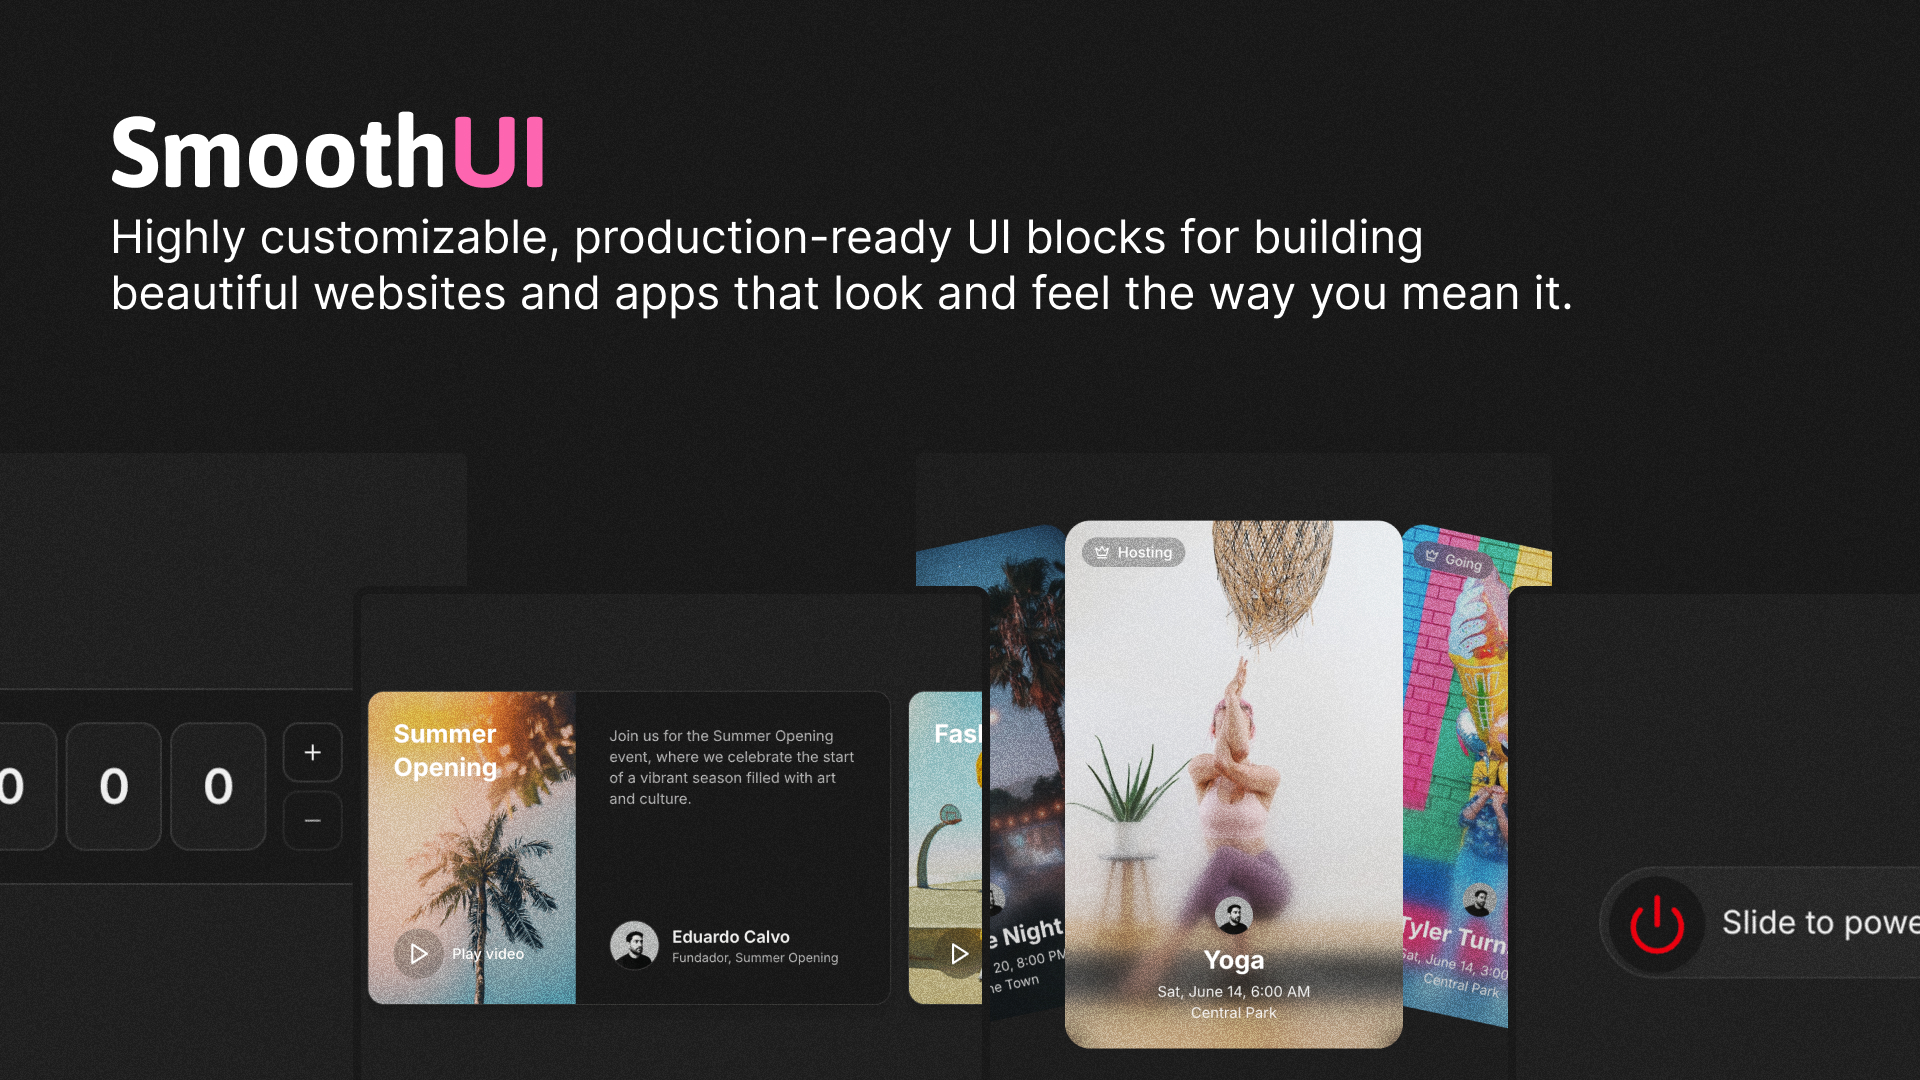 SmoothUI
Highly customizable, production-ready UI blocks for building
beautiful websites and apps that look and feel the way you mean it.
0 0 0
+
−
Summer
Opening
Play video
Join us for the Summer Opening
event, where we celebrate the start
of a vibrant season filled with art
and culture.
Eduardo Calvo
Fundador, Summer Opening
Fas
e Night
20, 8:00 PM
he Town
Hosting
Yoga
Sat, June 14, 6:00 AM
Central Park
Going
Tyler Turn
Sat, June 14, 3:00
Central Park
Slide to powe